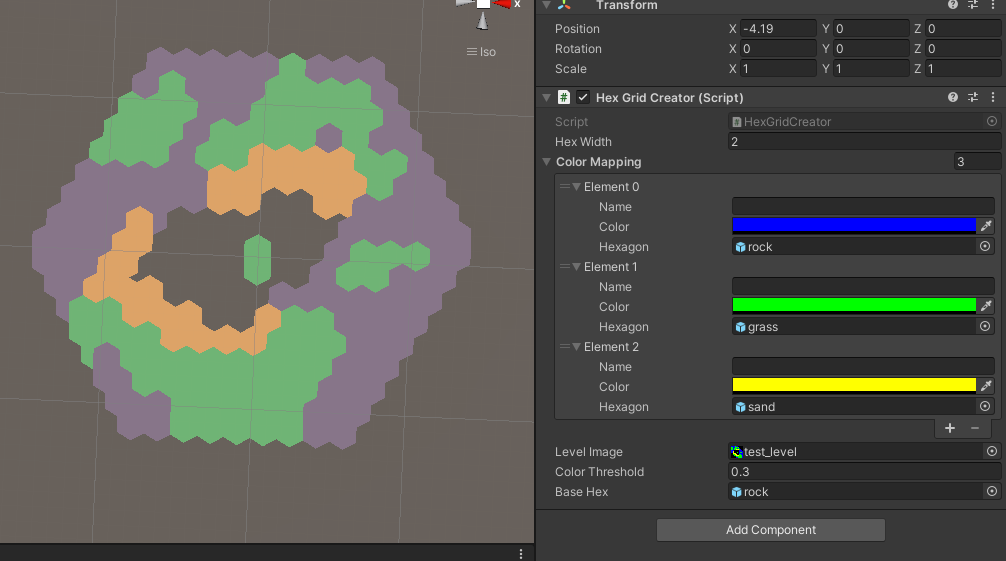 x
Iso
Transform
Position X -4.19 Y 0 Z 0
Rotation X 0 Y 0 Z 0
Scale X 1 Y 1 Z 1
# Hex Grid Creator (Script)
Script HexGridCreator
Hex Width 2
Color Mapping 3
Element 0
Name
Color
Hexagon rock
Element 1
Name
Color
Hexagon grass
Element 2
Name
Color
Hexagon sand
+ −
Level Image test_level
Color Threshold 0.3
Base Hex rock
Add Component